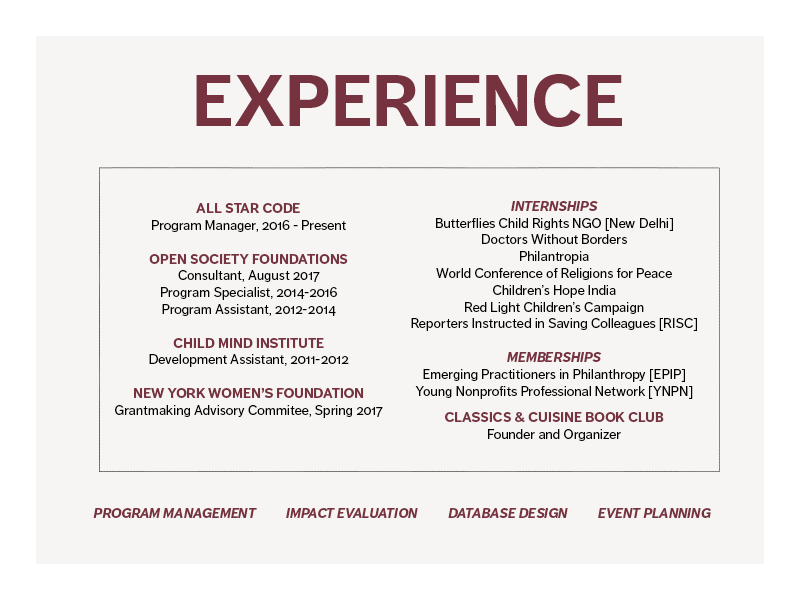 EXPERIENCE
ALL STAR CODE
Program Manager, 2016 - Present
OPEN SOCIETY FOUNDATIONS
Consultant, August 2017
Program Specialist, 2014-2016
Program Assistant, 2012-2014
CHILD MIND INSTITUTE
Development Assistant, 2011-2012
NEW YORK WOMEN'S FOUNDATION
Grantmaking Advisory Commitee, Spring 2017
INTERNSHIPS
Butterflies Child Rights NGO [New Delhi]
Doctors Without Borders
Philantropia
World Conference of Religions for Peace
Children's Hope India
Red Light Children's Campaign
Reporters Instructed in Saving Colleagues [RISC]
MEMBERSHIPS
Emerging Practitioners in Philanthropy [EPIP]
Young Nonprofits Professional Network [YNPN]
CLASSICS & CUISINE BOOK CLUB
Founder and Organizer
PROGRAM MANAGEMENT IMPACT EVALUATION DATABASE DESIGN EVENT PLANNING